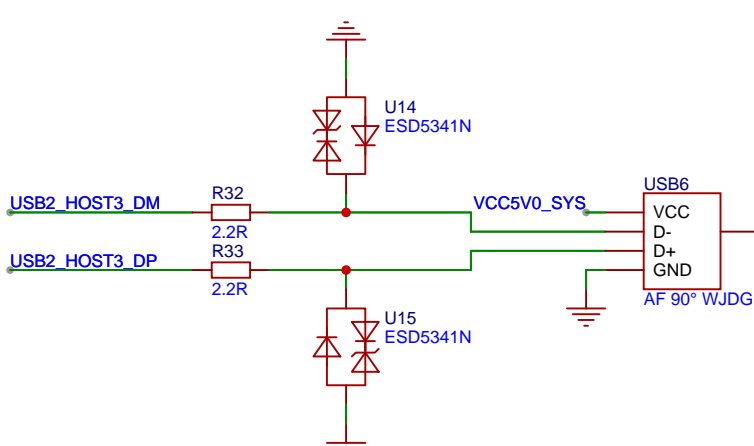 U14
ESD5341N
USB2_HOST3_DM
R32
2.2R
VCC5V0_SYS
USB6
VCC
D-
D+
GND
AF 90° WJDG
USB2_HOST3_DP
R33
2.2R
U15
ESD5341N